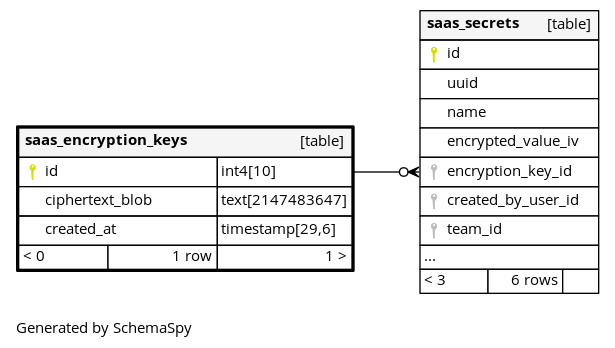 saas_secrets [table]
id
uuid
name
encrypted_value_iv
encryption_key_id
created_by_user_id
team_id
...
< 3 6 rows
saas_encryption_keys [table]
id int4[10]
ciphertext_blob text[2147483647]
created_at timestamp[29,6]
< 0 1 row 1 >
Generated by SchemaSpy